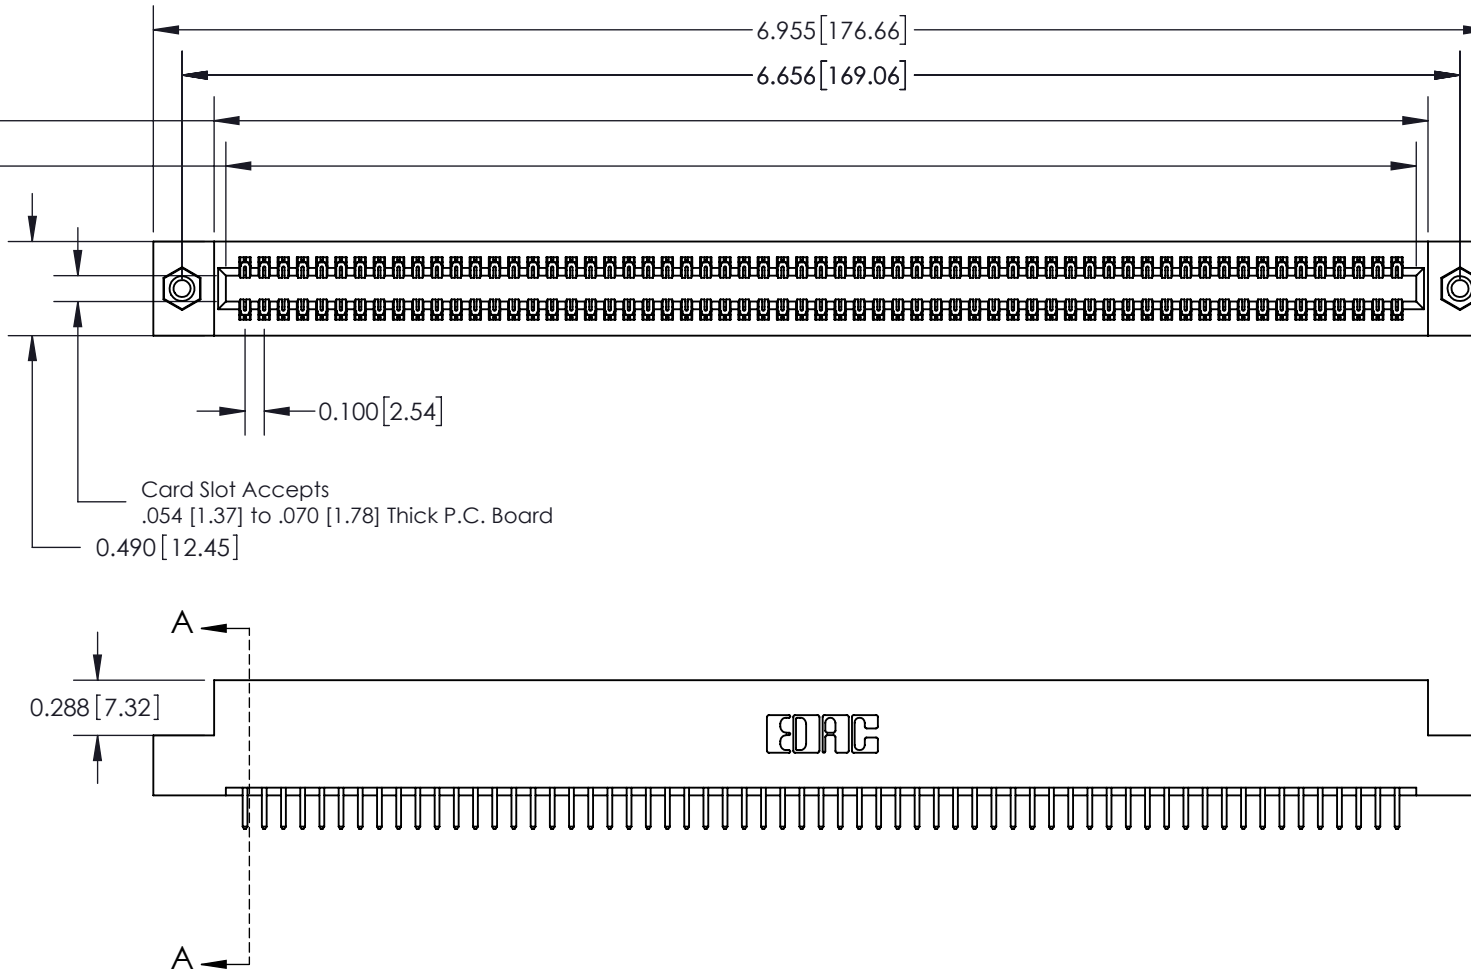 6.955[176.66]
6.656[169.06]
0.100[2.54]
Card Slot Accepts
.054 [1.37] to .070 [1.78] Thick P.C. Board
0.490[12.45]
A
0.288[7.32]
EDAC
A